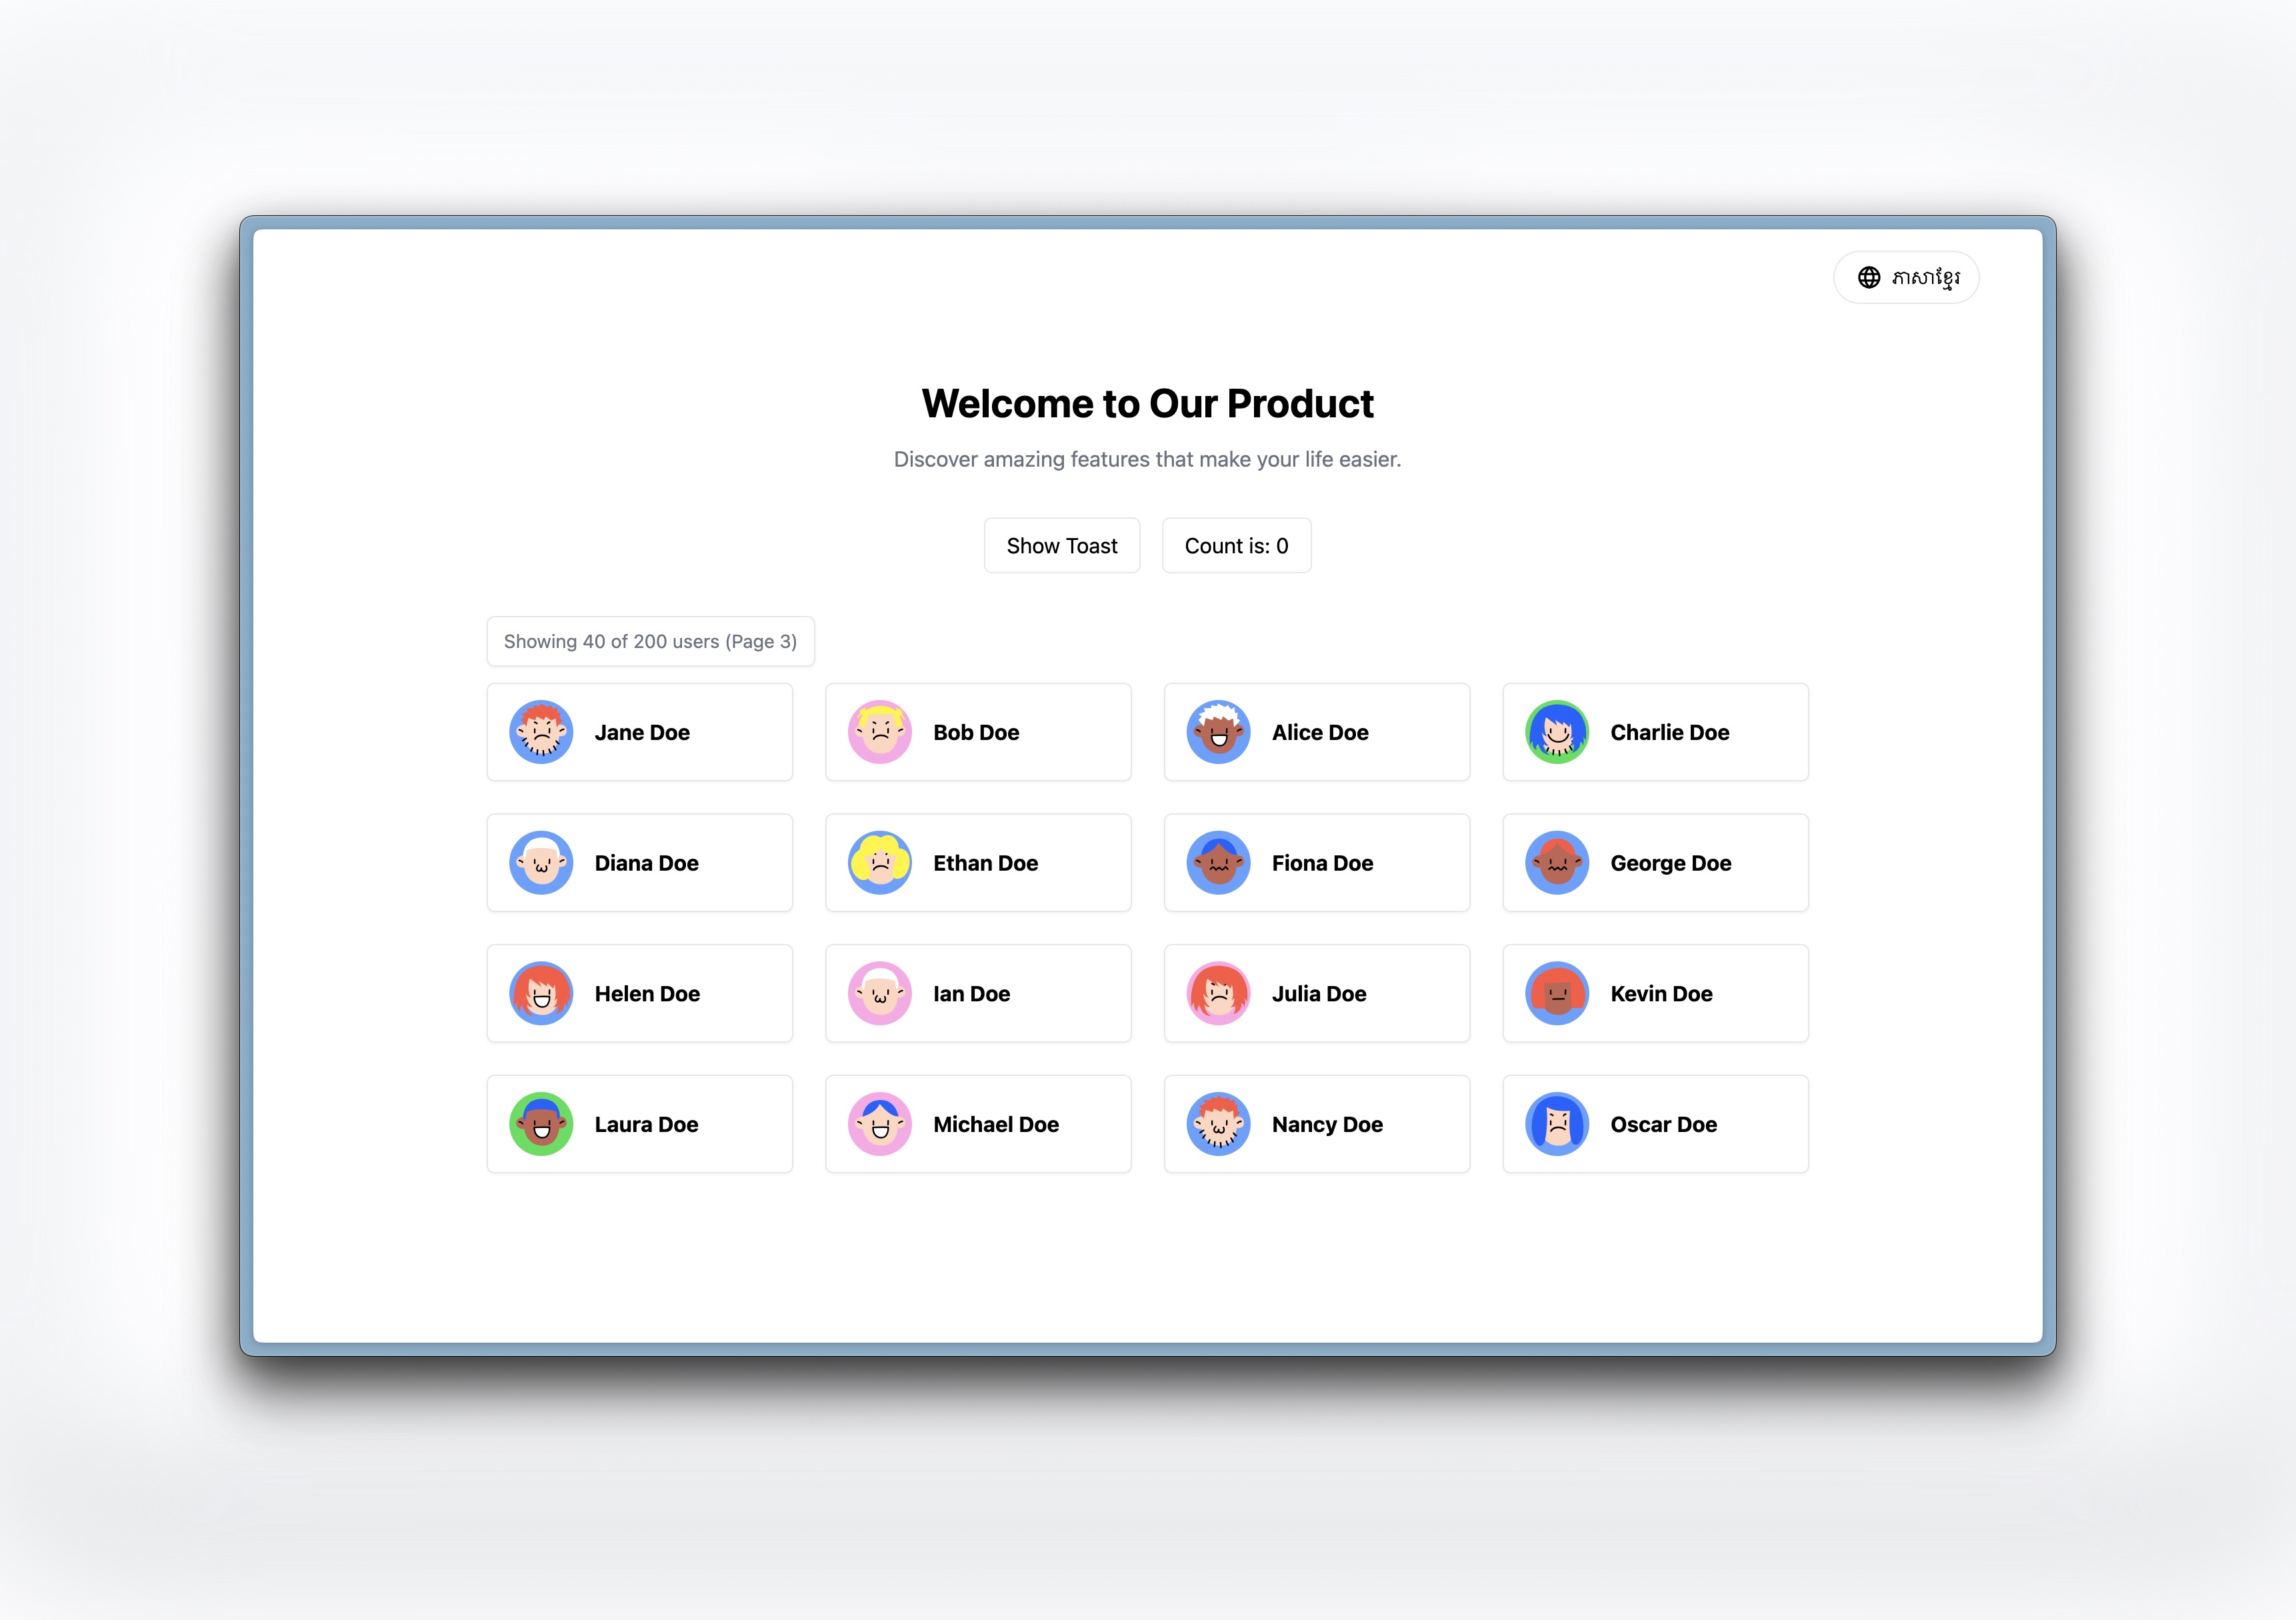 ភាសាខ្មែរ
Welcome to Our Product
Discover amazing features that make your life easier.
Show Toast
Count is: 0
Showing 40 of 200 users (Page 3)
Jane Doe
Bob Doe
Alice Doe
Charlie Doe
Diana Doe
Ethan Doe
Fiona Doe
George Doe
Helen Doe
Ian Doe
Julia Doe
Kevin Doe
Laura Doe
Michael Doe
Nancy Doe
Oscar Doe